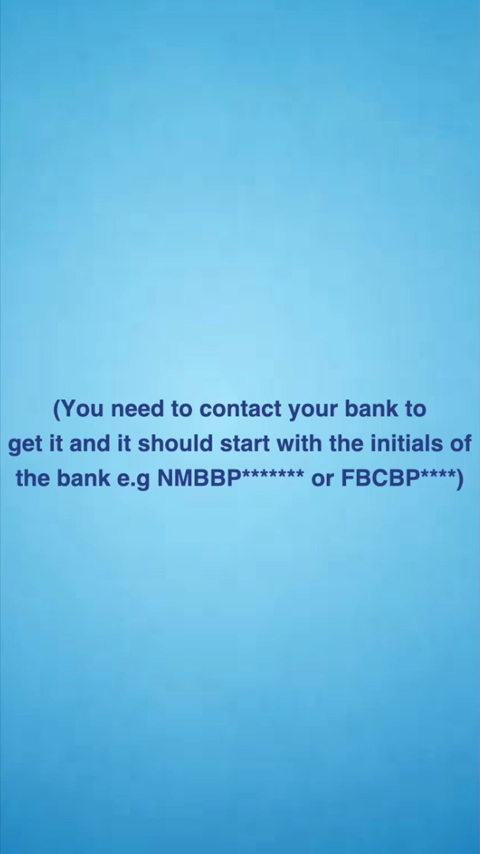 (You need to contact your bank to
get it and it should start with the initials of
the bank e.g NMBBP******* or FBCBP****)